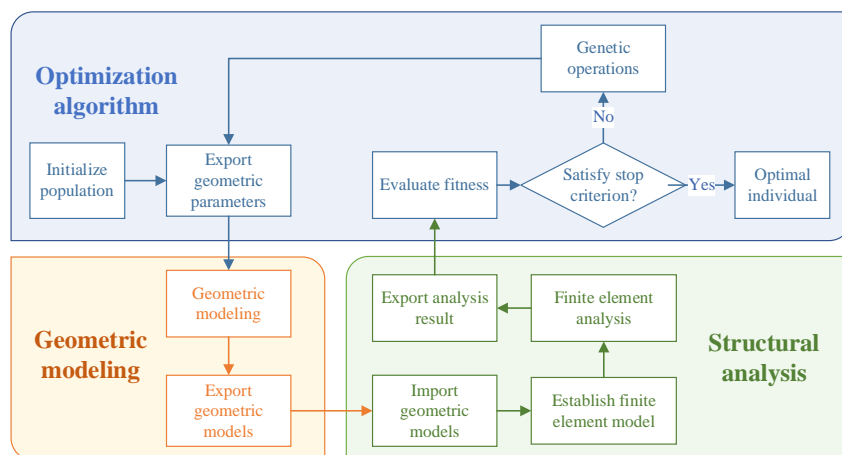 Optimization
algorithm
Genetic
operations
No
Initialize
population
Export
geometric
parameters
Evaluate fitness
Satisfy stop
criterion?
Yes
Optimal
individual
Geometric
modeling
Geometric
modeling
Export
geometric
models
Export analysis
result
Finite element
analysis
Import
geometric
models
Establish finite
element model
Structural
analysis